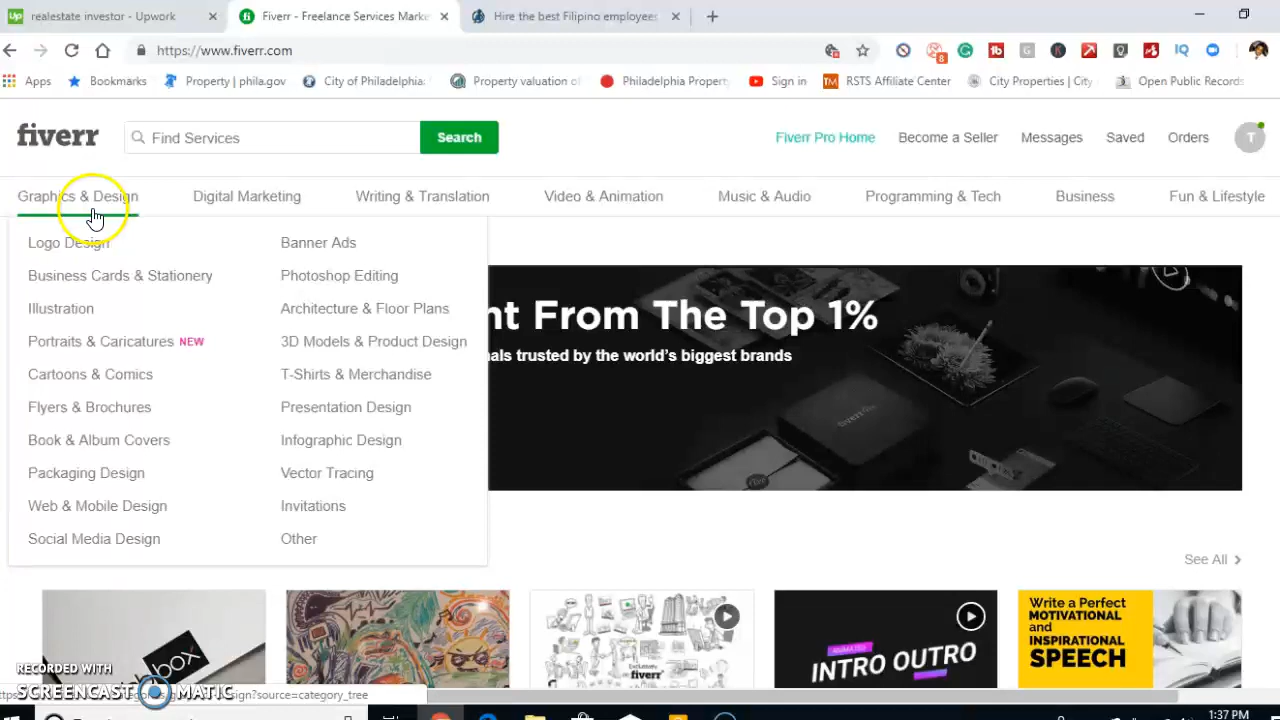 realestate investor - Upwork
Fiverr - Freelance Services Marke
Hire the best Filipino employees
https://www.fiverr.com
8
Apps
Bookmarks
Property | phila.gov
City of Philadelphia:
Property valuation of
Philadelphia Property
Sign in
RSTS Affiliate Center
City Properties | City
Open Public Records
fiverr
Find Services
Search
Fiverr Pro Home
Become a Seller
Messages
Saved
Orders
T
Graphics & Design
Digital Marketing
Writing & Translation
Video & Animation
Music & Audio
Programming & Tech
Business
Fun & Lifestyle
Logo Design
Business Cards & Stationery
Illustration
Portraits & Caricatures NEW
Cartoons & Comics
Flyers & Brochures
Book & Album Covers
Packaging Design
Web & Mobile Design
Social Media Design
Banner Ads
Photoshop Editing
Architecture & Floor Plans
3D Models & Product Design
T-Shirts & Merchandise
Presentation Design
Infographic Design
Vector Tracing
Invitations
Other
nt From The Top 1%
nals trusted by the world's biggest brands
See All
box
fiverr
INTRO OUTRO
Write a Perfect
MOTIVATIONAL
and
INSPIRATIONAL
SPEECH
RECORDED WITH
SCREENCAST MATIC
sign?source=category_tree
1:37 PM